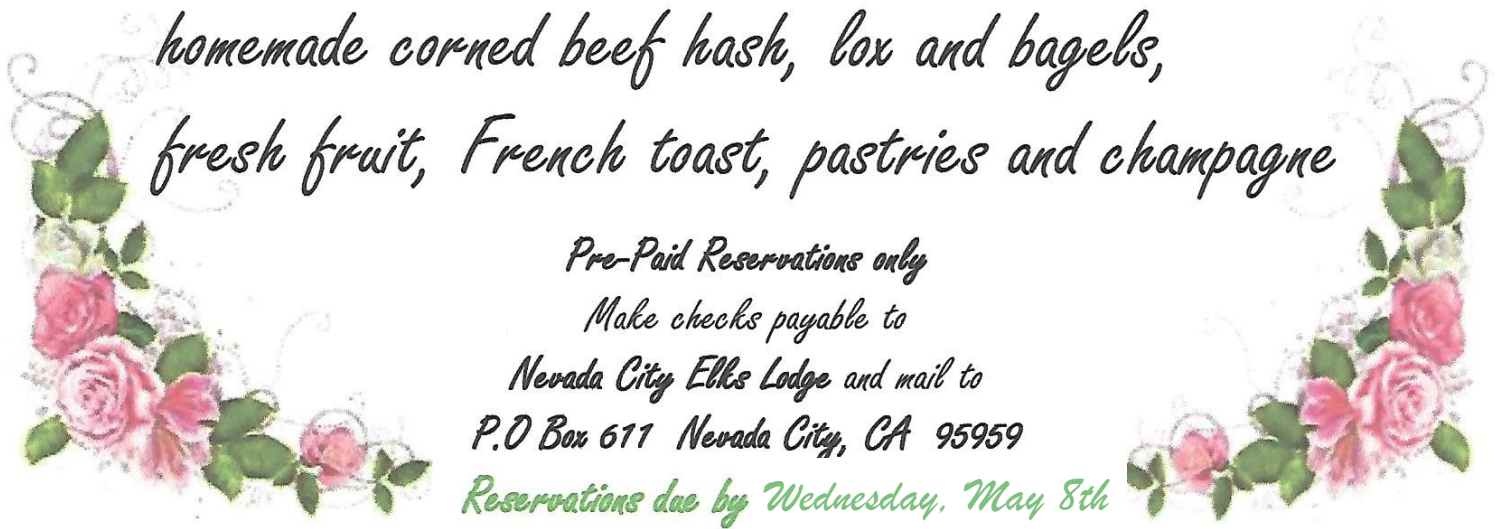 homemade corned beef hash, lox and bagels,
fresh fruit, French toast, pastries and champagne
Pre-Paid Reservations only
Make checks payable to
Nevada City Elks Lodge and mail to
P.O Box 611 Nevada City, CA 95959
Reservations due by Wednesday, May 8th